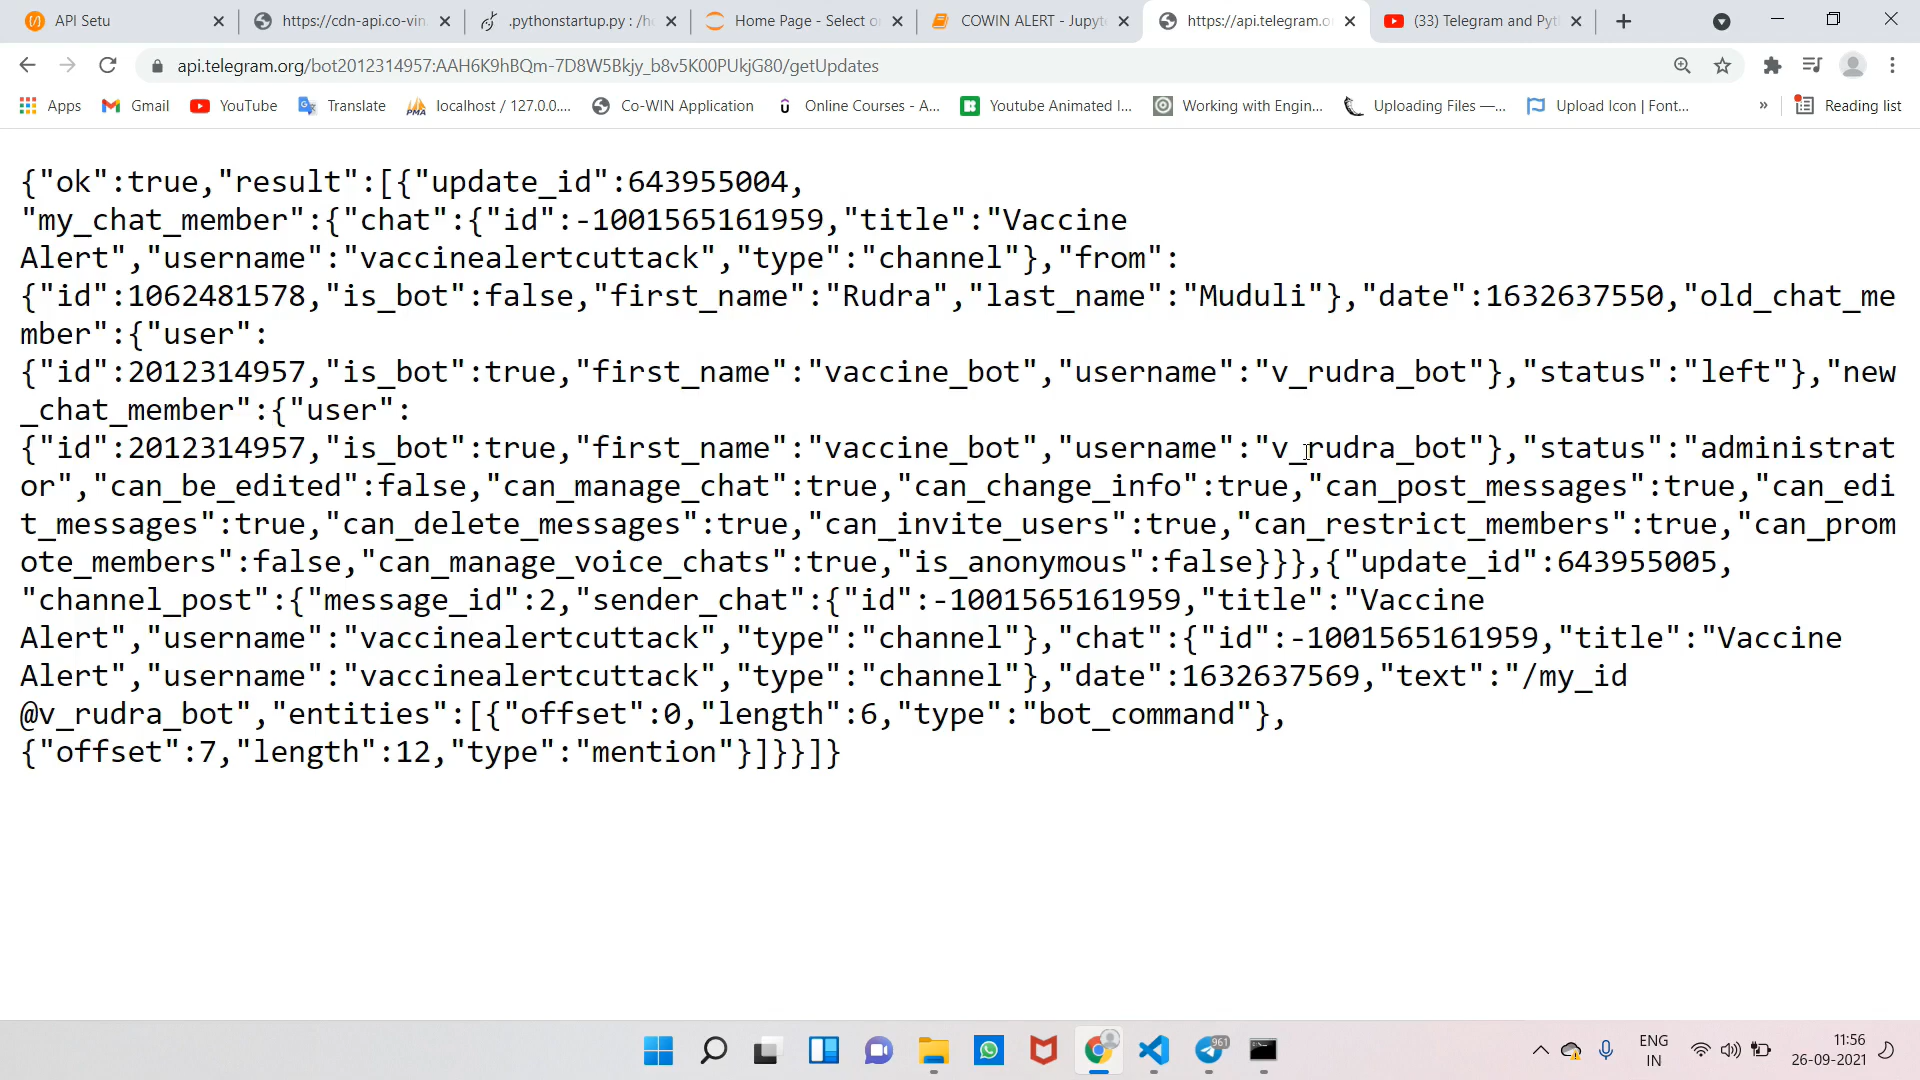 API Setu
https://cdn-api.co-vin
.pythonstartup.py : /h
Home Page - Select o
COWIN ALERT - Jupyt
https://api.telegram.o
(33) Telegram and Pyt
api.telegram.org/bot2012314957:AAH6K9hBQm-7D8W5Bkjy_b8v5K00PUkjG80/getUpdates
Apps
Gmail
YouTube
Translate
localhost / 127.0.0....
Co-WIN Application
Online Courses - A...
Youtube Animated I...
Working with Engin...
Uploading Files —...
Upload Icon | Font...
»
Reading list
{"ok":true,"result":[{"update_id":643955004,
"my_chat_member":{"chat":{"id":-1001565161959,"title":"Vaccine
Alert","username":"vaccinealertcuttack","type":"channel"},"from":
{"id":1062481578,"is_bot":false,"first_name":"Rudra","last_name":"Muduli"},"date":1632637550,"old_chat_me
mber":{"user":
{"id":2012314957,"is_bot":true,"first_name":"vaccine_bot","username":"v_rudra_bot"},"status":"left"},"new
_chat_member":{"user":
{"id":2012314957,"is_bot":true,"first_name":"vaccine_bot","username":"v_rudra_bot"},"status":"administrat
or","can_be_edited":false,"can_manage_chat":true,"can_change_info":true,"can_post_messages":true,"can_edi
t_messages":true,"can_delete_messages":true,"can_invite_users":true,"can_restrict_members":true,"can_prom
ote_members":false,"can_manage_voice_chats":true,"is_anonymous":false}}},{"update_id":643955005,
"channel_post":{"message_id":2,"sender_chat":{"id":-1001565161959,"title":"Vaccine
Alert","username":"vaccinealertcuttack","type":"channel"},"chat":{"id":-1001565161959,"title":"Vaccine
Alert","username":"vaccinealertcuttack","type":"channel"},"date":1632637569,"text":"/my_id
@v_rudra_bot","entities":[{"offset":0,"length":6,"type":"bot_command"},
{"offset":7,"length":12,"type":"mention"}]}}]}
961
ENG
IN
11:56
26-09-2021